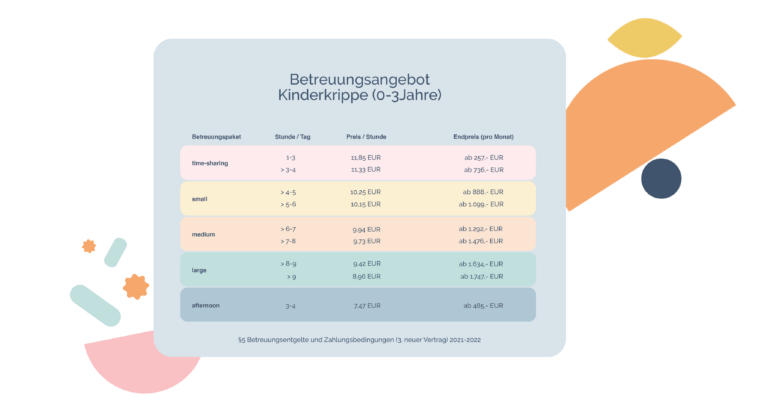 Betreuungsangebot
Kinderkrippe (0-3Jahre)
Betreuungspaket Stunde / Tag Preis / Stunde Endpreis (pro Monat)
time-sharing
1-3 11,85 EUR ab 257,- EUR
> 3-4 11,33 EUR ab 736,- EUR
small
> 4-5 10,25 EUR ab 888,- EUR
> 5-6 10,15 EUR ab 1.099,- EUR
medium
> 6-7 9,94 EUR ab 1.292,- EUR
> 7-8 9,73 EUR ab 1.476,- EUR
large
> 8-9 9,42 EUR ab 1.634,- EUR
> 9 8,96 EUR ab 1.747,- EUR
afternoon 3-4 7,47 EUR ab 485,- EUR
§5 Betreuungsentgelte und Zahlungsbedingungen (3. neuer Vertrag) 2021-2022